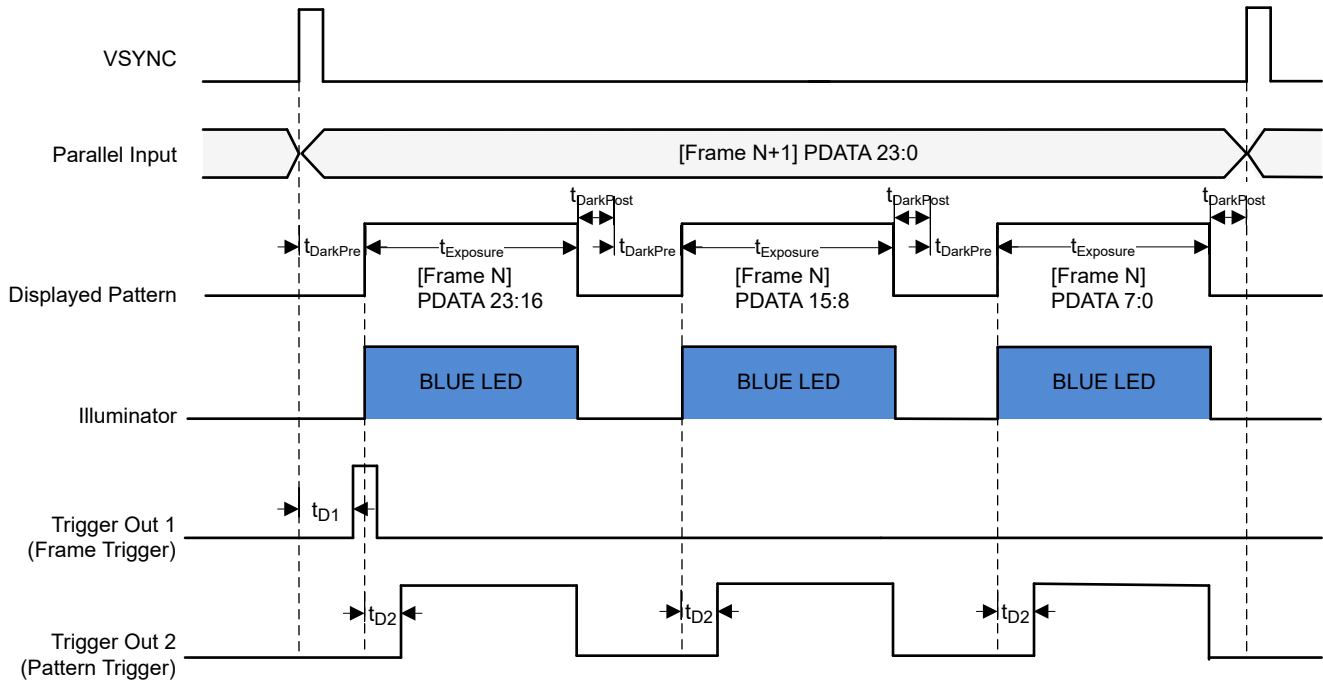 VSYNC
Parallel Input
[Frame N+1] PDATA 23:0
tDarkPost
tDarkPost
tDarkPost
tDarkPre
tExposure
tDarkPre
tExposure
tDarkPre
tExposure
Displayed Pattern
[Frame N]
PDATA 23:16
[Frame N]
PDATA 15:8
[Frame N]
PDATA 7:0
BLUE LED
BLUE LED
BLUE LED
Illuminator
tD1
Trigger Out 1
(Frame Trigger)
tD2
tD2
tD2
Trigger Out 2
(Pattern Trigger)